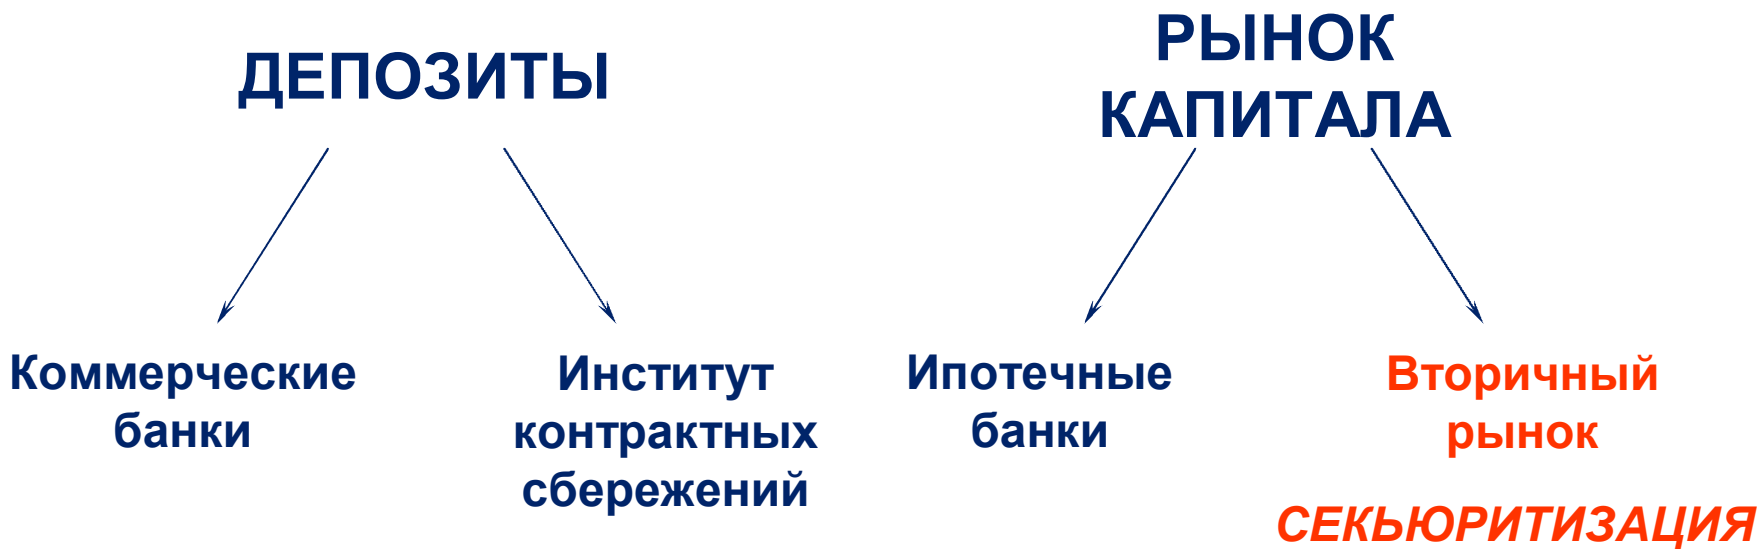 ДЕПОЗИТЫ
РЫНОК
КАПИТАЛА
Коммерческие
банки
Институт
контрактных
сбережений
Ипотечные
банки
Вторичный
рынок
СЕКЬЮРИТИЗАЦИЯ